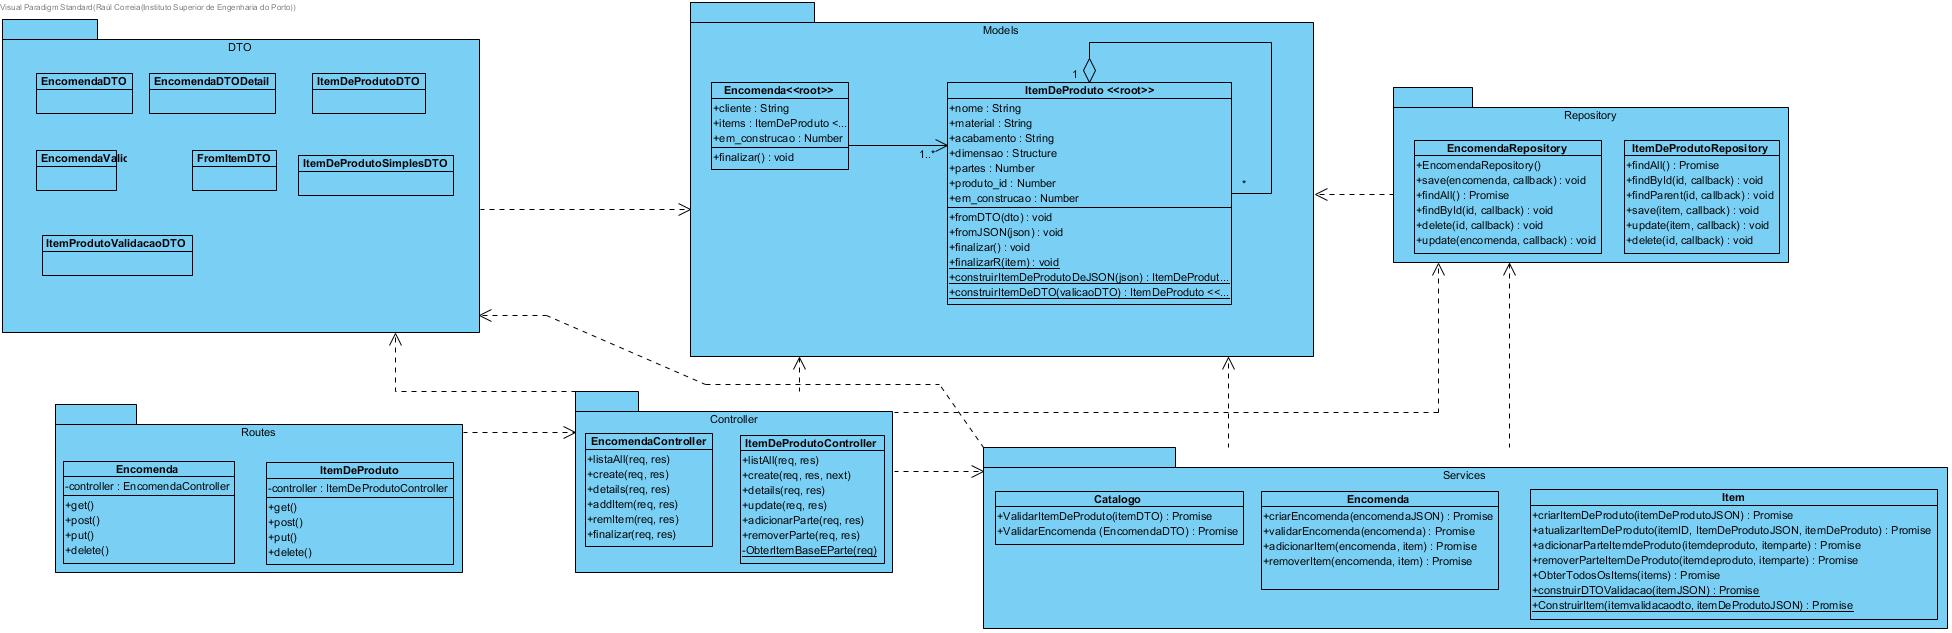 Visual Paradigm Standard(Raúl Correia(Instituto Superior de Engenharia do Porto))
DTO
EncomendaDTO
EncomendaDTODetail
ItemDeProdutoDTO
EncomendaValic
FromItemDTO
ItemDeProdutoSimplesDTO
ItemProdutoValidacaoDTO
Models
Encomenda<<root>>
+cliente : String
+items : ItemDeProduto <...
+em_construcao : Number
+finalizar() : void
1..*
1
*
ItemDeProduto <<root>>
+nome : String
+material : String
+acabamento : String
+dimensao : Structure
+partes : Number
+produto_id : Number
+em_construcao : Number
+fromDTO(dto) : void
+fromJSON(json) : void
+finalizar() : void
+finalizarR(item) : void
+construirItemDeProdutoDeJSON(json) : ItemDeProdut...
+construirItemDeDTO(valicaoDTO) : ItemDeProduto <<...
Repository
EncomendaRepository
+EncomendaRepository()
+save(encomenda, callback) : void
+findAll() : Promise
+findById(id, callback) : void
+delete(id, callback) : void
+update(encomenda, callback) : void
ItemDeProdutoRepository
+findAll() : Promise
+findById(id, callback) : void
+findParent(id, callback) : void
+save(item, callback) : void
+update(item, callback) : void
+delete(id, callback) : void
Routes
Encomenda
-controller : EncomendaController
+get()
+post()
+put()
+delete()
ItemDeProduto
-controller : ItemDeProdutoController
+get()
+post()
+put()
+delete()
Controller
EncomendaController
+listaAll(req, res)
+create(req, res)
+details(req, res)
+addItem(req, res)
+remItem(req, res)
+finalizar(req, res)
ItemDeProdutoController
+listAll(req, res)
+create(req, res, next)
+details(req, res)
+update(req, res)
+adicionarParte(req, res)
+removerParte(req, res)
-ObterItemBaseEParte(req)
Services
Catalogo
+ValidarItemDeProduto(itemDTO) : Promise
+ValidarEncomenda (EncomendaDTO) : Promise
Encomenda
+criarEncomenda(encomendaJSON) : Promise
+validarEncomenda(encomenda) : Promise
+adicionarItem(encomenda, item) : Promise
+removerItem(encomenda, item) : Promise
Item
+criarItemDeProduto(itemDeProdutoJSON) : Promise
+atualizarItemDeProduto(itemID, ItemDeProdutoJSON, itemDeProduto) : Promise
+adicionarParteItemdeProduto(itemdeproduto, itemparte) : Promise
+removerParteItemDeProduto(itemdeproduto, itemparte) : Promise
+ObterTodosOsItems(items) : Promise
+construirDTOValidacao(itemJSON) : Promise
+ConstruirItem(itemvalidacaodto, itemDeProdutoJSON) : Promise